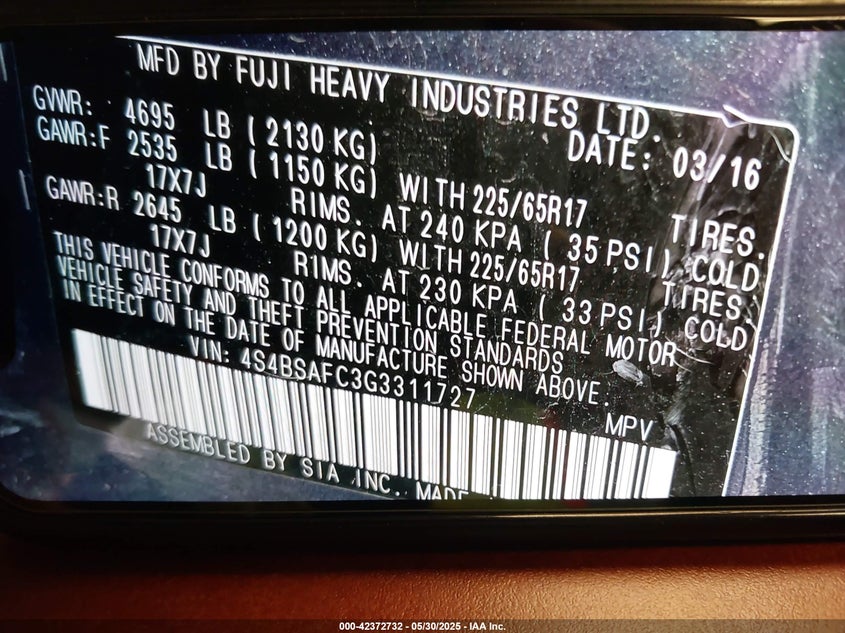 MFD BY FUJI HEAVY INDUSTRIES LTD.
DATE: 03/16
GVWR: 4695 LB ( 2130 KG)
GAWR:F 2535 LB ( 1150 KG) WITH 225/65R17 TIRES.
17X7J RIMS. AT 240 KPA ( 35 PSI) COLD
GAWR:R 2645 LB ( 1200 KG) WITH 225/65R17 TIRES.
17X7J RIMS. AT 230 KPA ( 33 PSI) COLD
THIS VEHICLE CONFORMS TO ALL APPLICABLE FEDERAL MOTOR
VEHICLE SAFETY AND THEFT PREVENTION STANDARDS
IN EFFECT ON THE DATE OF MANUFACTURE SHOWN ABOVE.
VIN: 4S4BSAFC3G3311727 MPV
ASSEMBLED BY SIA INC. MADE
000-42372732 - 05/30/2025 - IAA Inc.